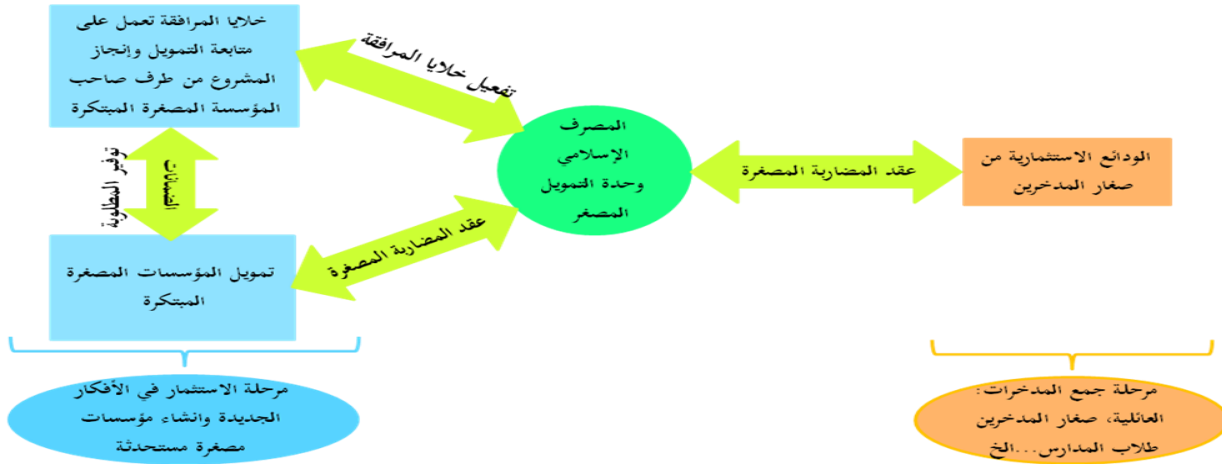 خلايا المرافقة تعمل على
متابعة التمويل وإنجاز
المشروع من طرف صاحب
المؤسسة المصغرة المبتكرة
تفعيل خلايا المرافقة
المصرف
الإسلامي
وحدة التمويل
المصغر
عقد المضاربة المصغرة
الودائع الاستثمارية من
صغار المدخرين
توفير المطلوبة
الضمانات
عقد المضاربة المصغرة
تمويل المؤسسات المصغرة
المبتكرة
مرحلة جمع المدخرات:
العائلية، صغار المدخرين
طلاب المدارس...الخ
مرحلة الاستثمار في الأفكار
الجديدة وانشاء مؤسسات
مصغرة مستحدثة